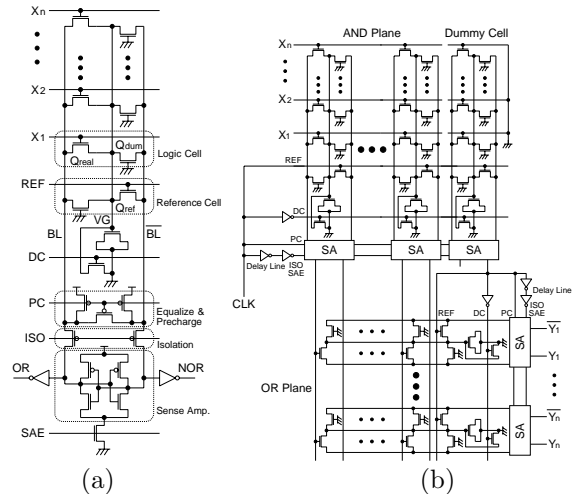 Xn
X2
X1
Qreal
Qdum
Logic Cell
REF
Qref
Reference Cell
BL
VG
BL
DC
PC
Equalize &
Precharge
ISO
Isolation
OR
NOR
Sense Amp.
SAE
(a)
AND Plane
Dummy Cell
Xn
X2
X1
REF
DC
PC
SA
SA
SA
Delay Line
ISO
SAE
CLK
Delay Line
ISO
SAE
REF
DC
PC
SA
Y1
Y1
OR Plane
SA
Yn
Yn
(b)